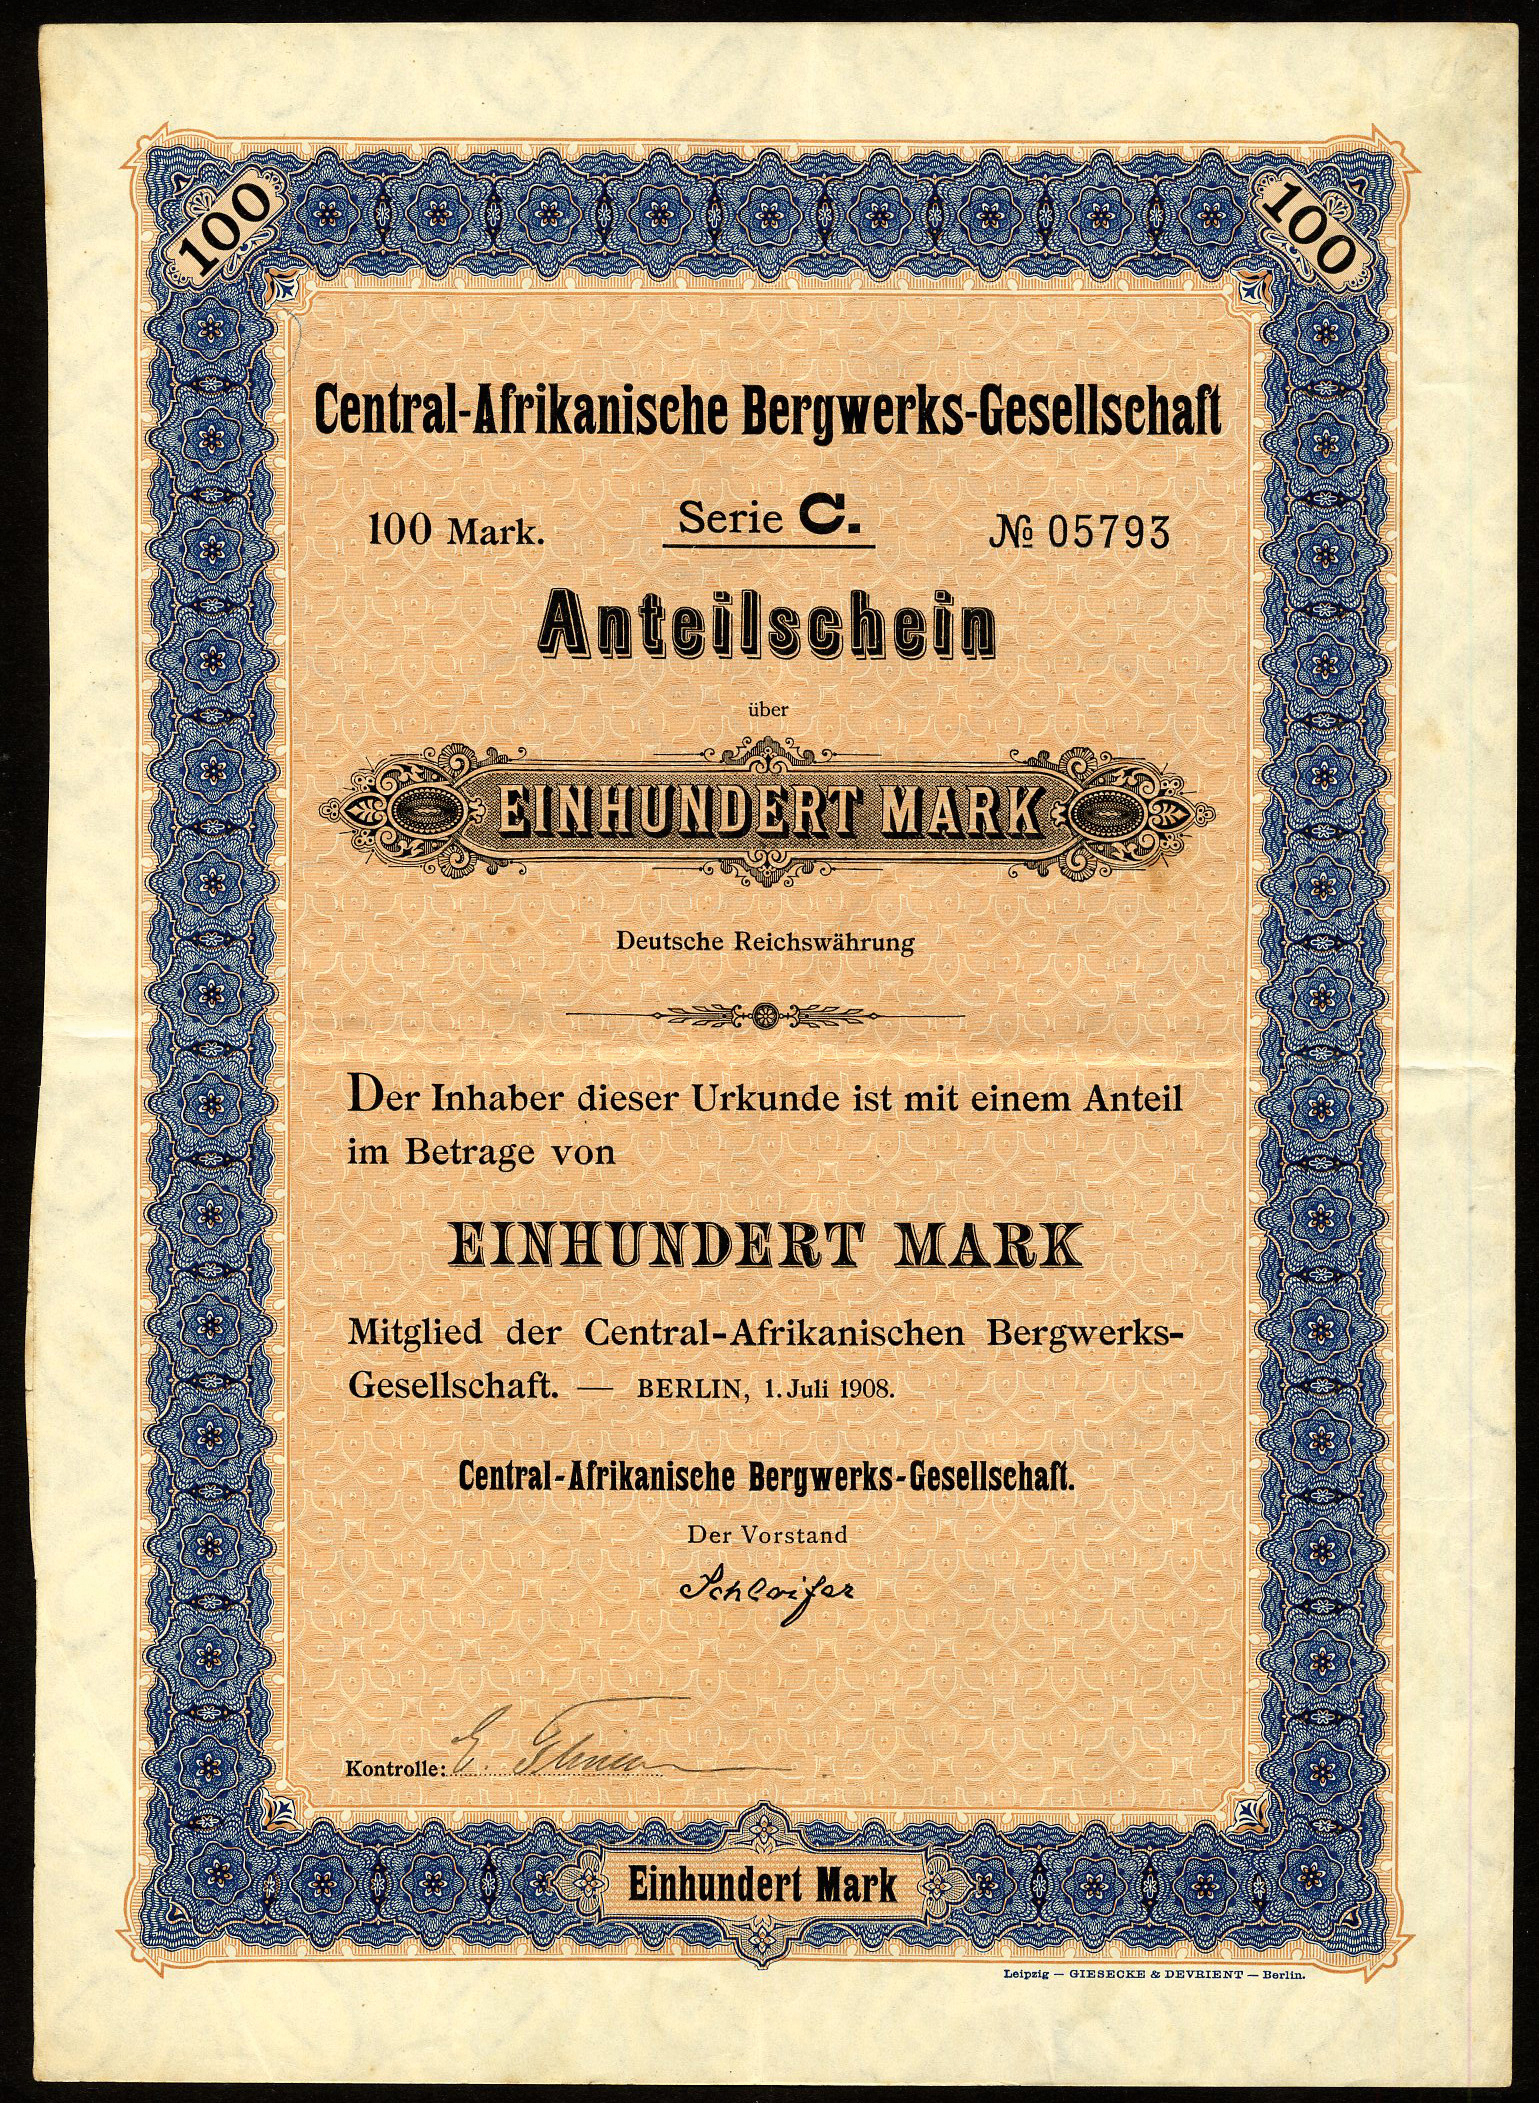 100
100
Central-Afrikanische Bergwerks-Gesellschaft
100 Mark.
Serie C.
№ 05793
Anteilschein
über
EINHUNDERT MARK
Deutsche Reichswährung
Der Inhaber dieser Urkunde ist mit einem Anteil
im Betrage von
EINHUNDERT MARK
Mitglied der Central-Afrikanischen Bergwerks-
Gesellschaft. — BERLIN, 1. Juli 1908.
Central-Afrikanische Bergwerks-Gesellschaft.
Der Vorstand
Schleifer
Kontrolle: E.
Einhundert Mark
Leipzig — GIESECKE & DEVRIENT — Berlin.